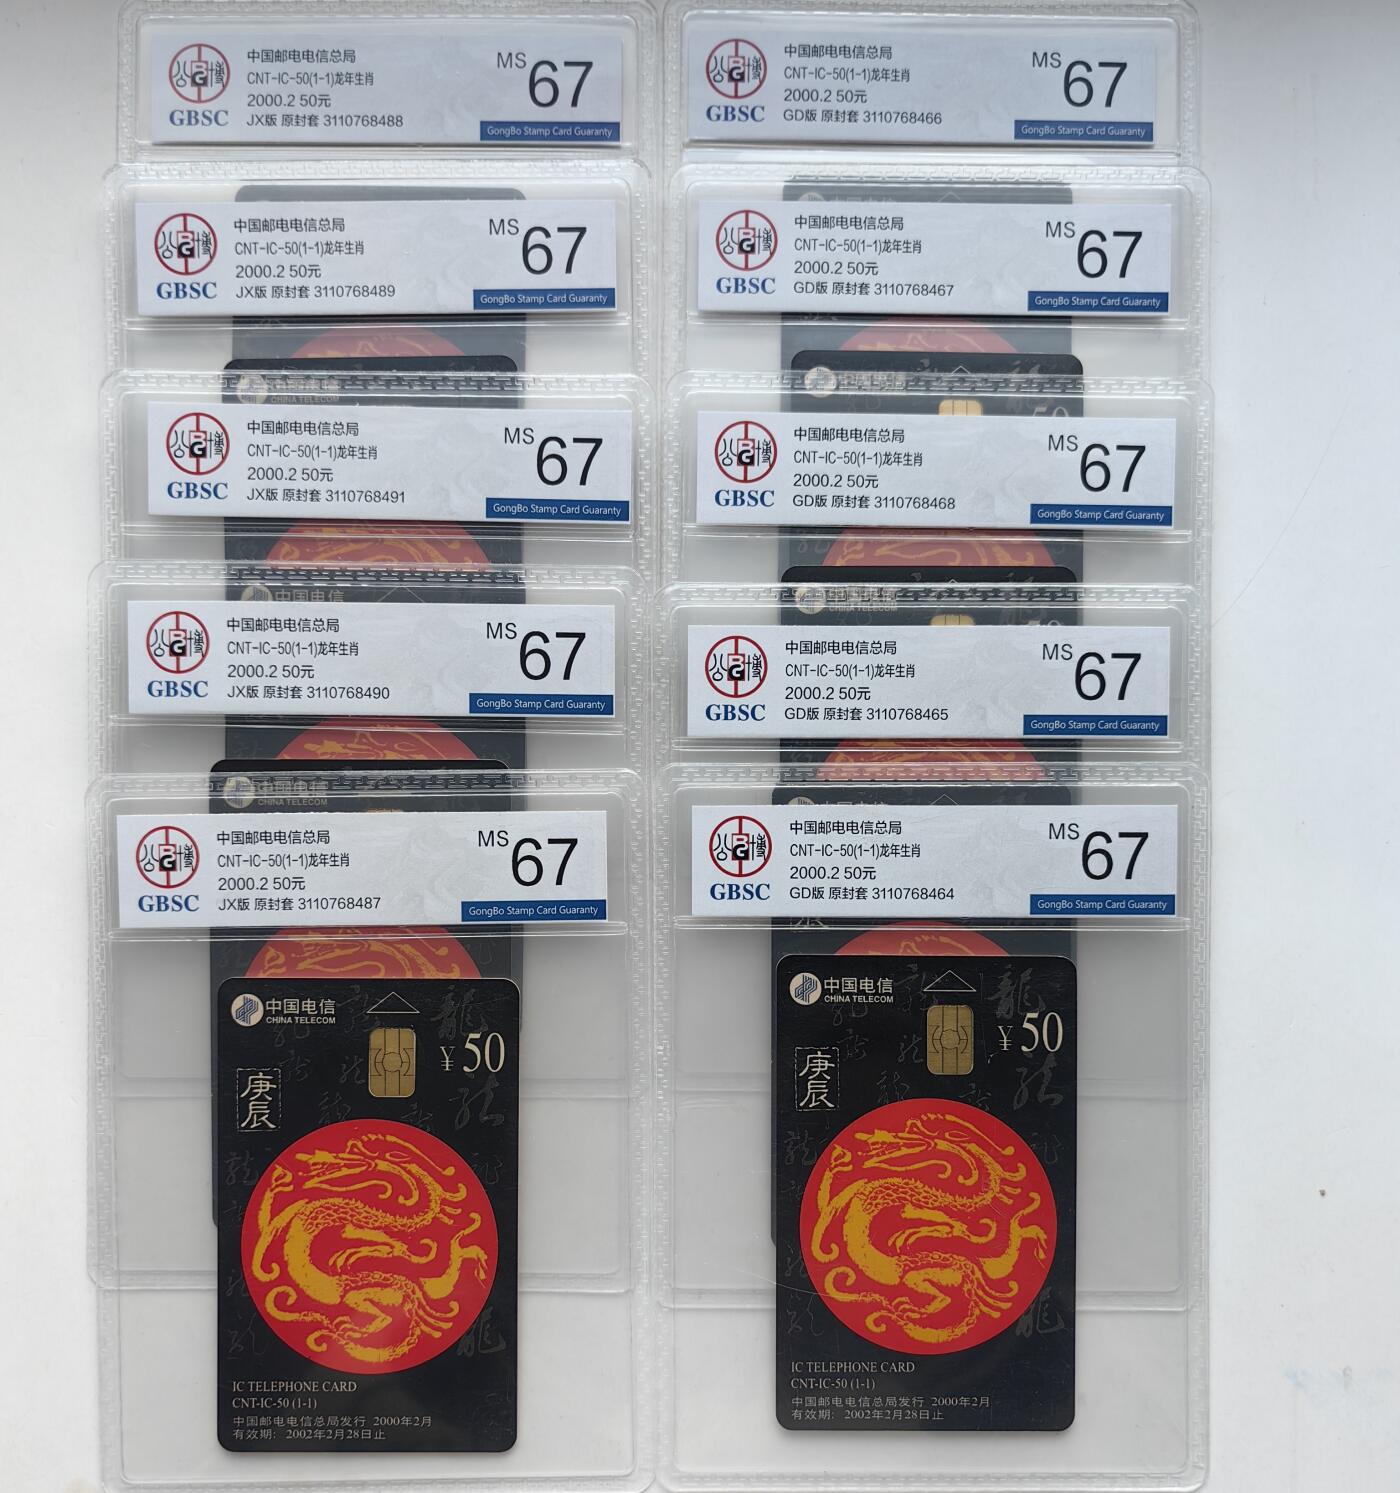 中国邮电电信总局
CNT-IC-50(1-1)龙年生肖
2000.2 50元
JX版 原封套 3110768488
MS 67
GBSC
GongBo Stamp Card Guaranty
中国邮电电信总局
CNT-IC-50(1-1)龙年生肖
2000.2 50元
GD版 原封套 3110768466
MS 67
GBSC
GongBo Stamp Card Guaranty
中国邮电电信总局
CNT-IC-50(1-1)龙年生肖
2000.2 50元
JX版 原封套 3110768489
MS 67
GBSC
GongBo Stamp Card Guaranty
中国邮电电信总局
CNT-IC-50(1-1)龙年生肖
2000.2 50元
GD版 原封套 3110768467
MS 67
GBSC
GongBo Stamp Card Guaranty
中国电信
CHINA TELECOM
中国邮电电信总局
CNT-IC-50(1-1)龙年生肖
2000.2 50元
JX版 原封套 3110768491
MS 67
GBSC
GongBo Stamp Card Guaranty
中国邮电电信总局
CNT-IC-50(1-1)龙年生肖
2000.2 50元
GD版 原封套 3110768468
MS 67
GBSC
GongBo Stamp Card Guaranty
中国电信
中国邮电电信总局
CNT-IC-50(1-1)龙年生肖
2000.2 50元
JX版 原封套 3110768490
MS 67
GBSC
GongBo Stamp Card Guaranty
中国电信
CHINA TELECOM
中国邮电电信总局
CNT-IC-50(1-1)龙年生肖
2000.2 50元
GD版 原封套 3110768465
MS 67
GBSC
GongBo Stamp Card Guaranty
中国电信
CHINA TELECOM
中国邮电电信总局
CNT-IC-50(1-1)龙年生肖
2000.2 50元
JX版 原封套 3110768487
MS 67
GBSC
GongBo Stamp Card Guaranty
中国邮电电信总局
CNT-IC-50(1-1)龙年生肖
2000.2 50元
GD版 原封套 3110768464
MS 67
GBSC
GongBo Stamp Card Guaranty
中国电信
CHINA TELECOM
¥50
庚辰
IC TELEPHONE CARD
CNT-IC-50 (1-1)
中国邮电电信总局发行 2000年2月
有效期: 2002年2月28日止
中国电信
CHINA TELECOM
¥50
庚辰
IC TELEPHONE CARD
CNT-IC-50 (1-1)
中国邮电电信总局发行 2000年2月
有效期: 2002年2月28日止